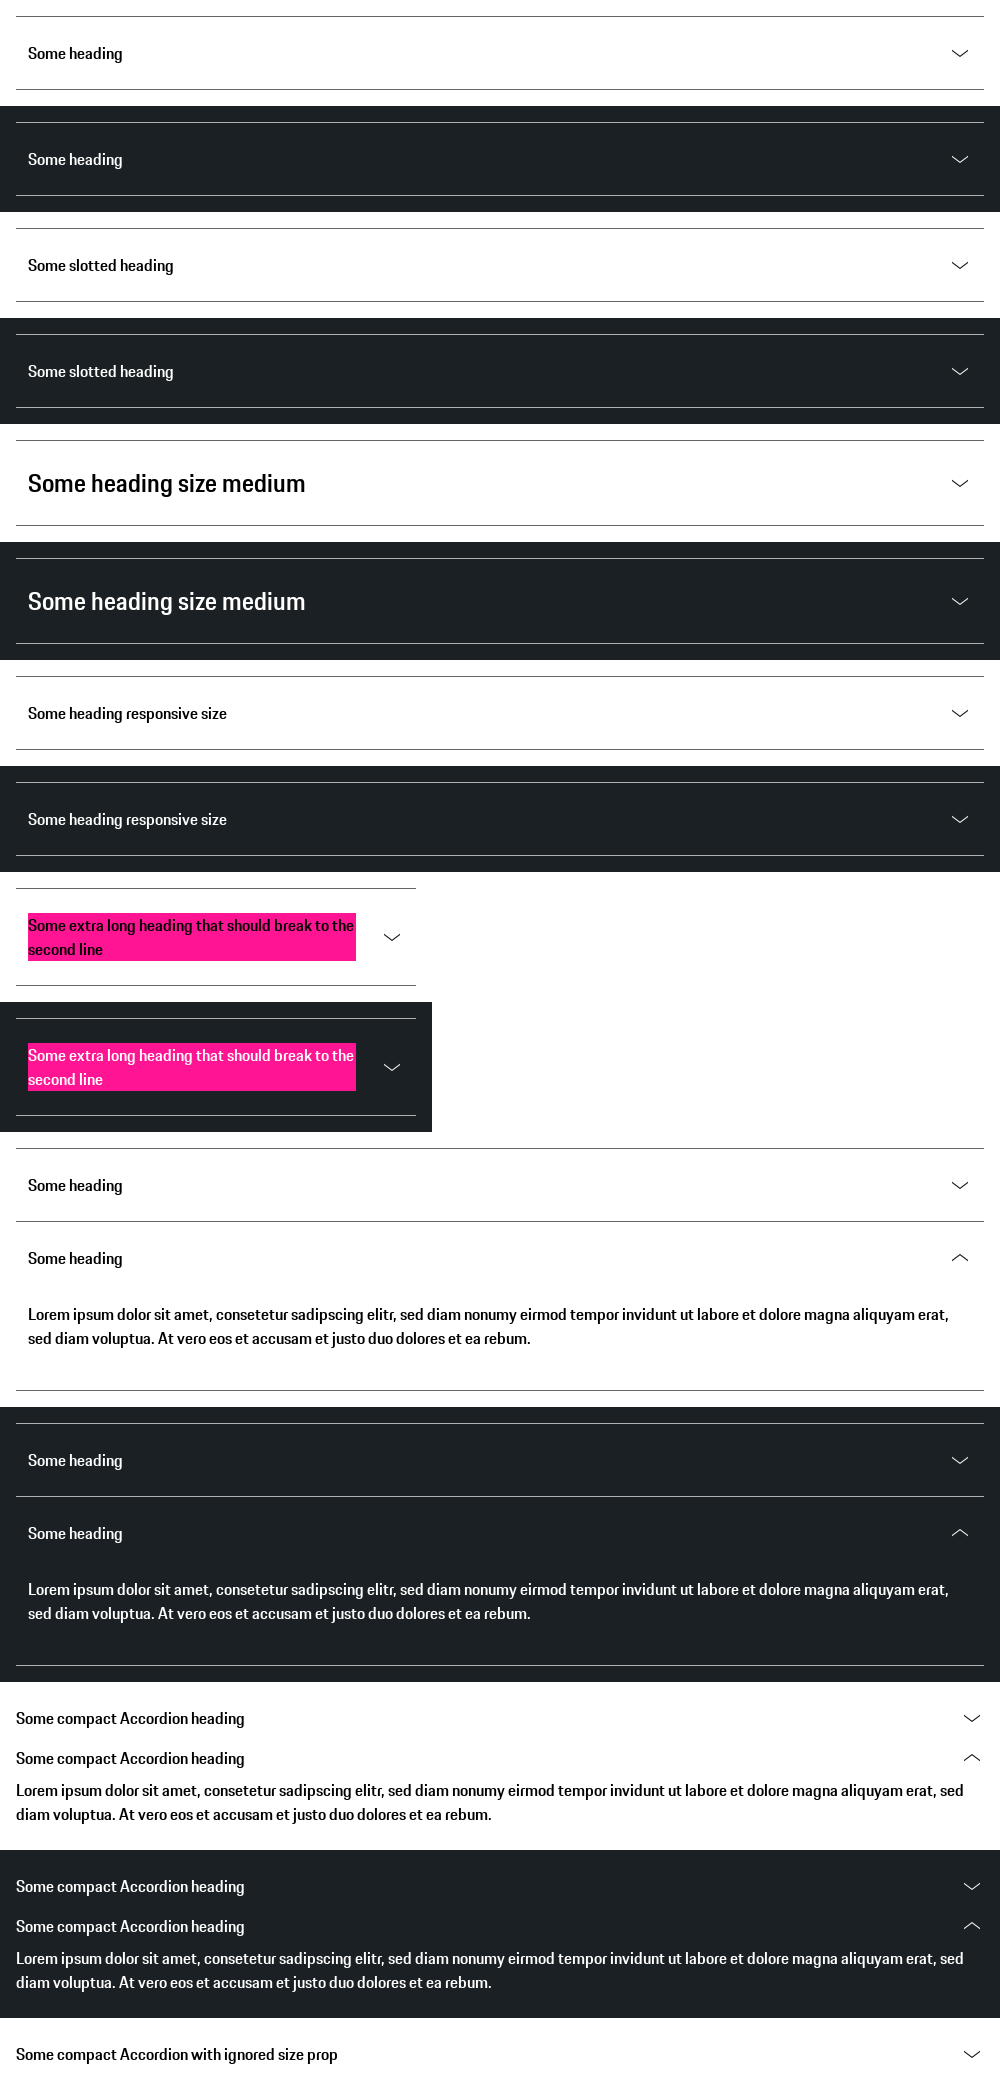 Some heading
Some heading
Some slotted heading
Some slotted heading
Some heading size medium
Some heading size medium
Some heading responsive size
Some heading responsive size
Some extra long heading that should break to the
second line
Some extra long heading that should break to the
second line
Some heading
Some heading
Lorem ipsum dolor sit amet, consetetur sadipscing elitr, sed diam nonumy eirmod tempor invidunt ut labore et dolore magna aliquyam erat,
sed diam voluptua. At vero eos et accusam et justo duo dolores et ea rebum.
Some heading
Some heading
Lorem ipsum dolor sit amet, consetetur sadipscing elitr, sed diam nonumy eirmod tempor invidunt ut labore et dolore magna aliquyam erat,
sed diam voluptua. At vero eos et accusam et justo duo dolores et ea rebum.
Some compact Accordion heading
Some compact Accordion heading
Lorem ipsum dolor sit amet, consetetur sadipscing elitr, sed diam nonumy eirmod tempor invidunt ut labore et dolore magna aliquyam erat, sed
diam voluptua. At vero eos et accusam et justo duo dolores et ea rebum.
Some compact Accordion heading
Some compact Accordion heading
Lorem ipsum dolor sit amet, consetetur sadipscing elitr, sed diam nonumy eirmod tempor invidunt ut labore et dolore magna aliquyam erat, sed
diam voluptua. At vero eos et accusam et justo duo dolores et ea rebum.
Some compact Accordion with ignored size prop